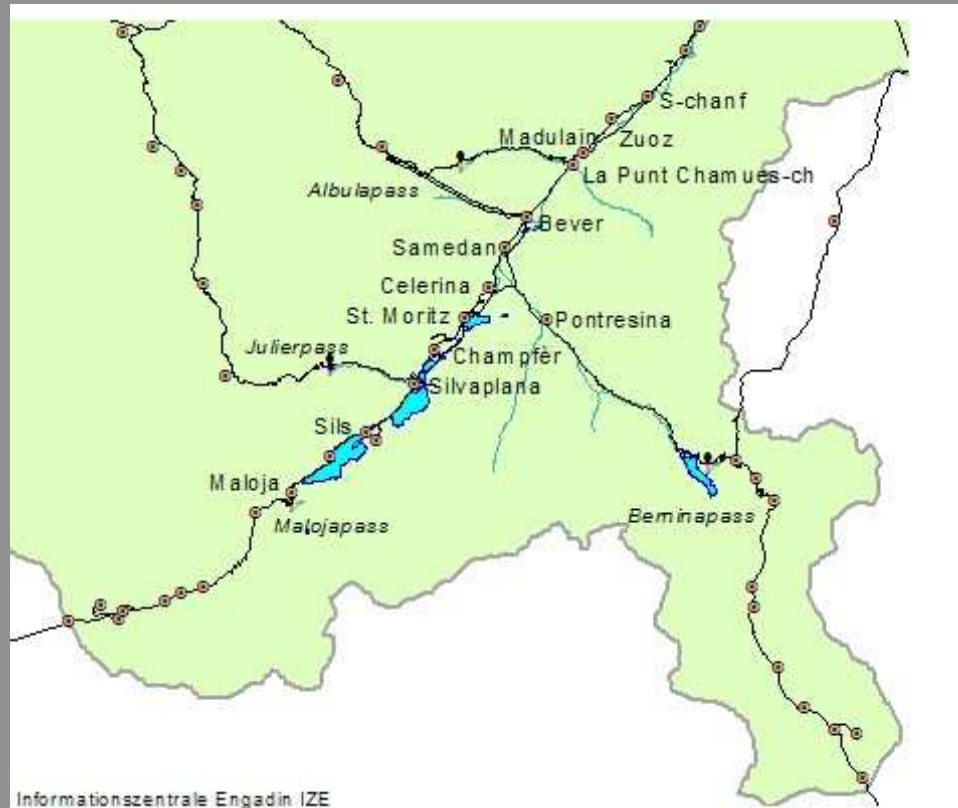 S-chanf
Madulain
Zuoz
La Punt Chamues-ch
Albulapass
Bever
Samedan
Celerina
St. Moritz
Pontresina
Julierpass
Champfèr
Silvaplana
Sils
Maloja
Malojapass
Berninapass
Informationszentrale Engadin IZE